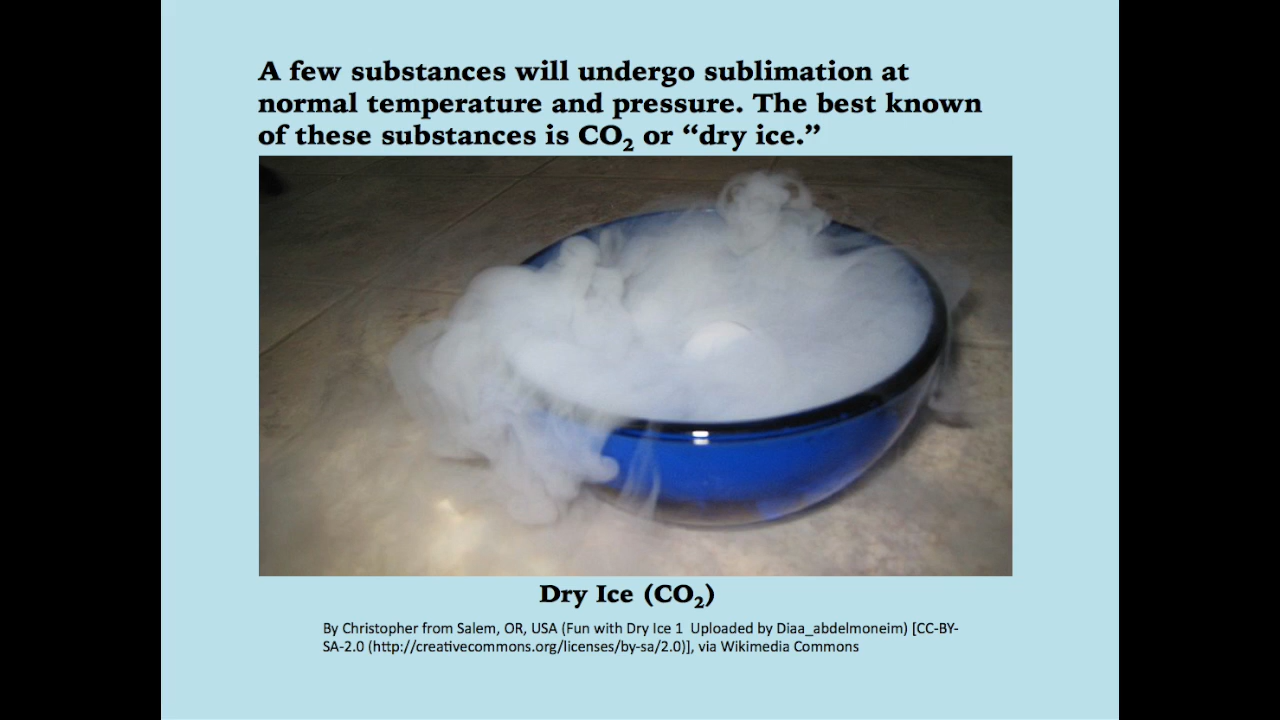 A few substances will undergo sublimation at
normal temperature and pressure. The best known
of these substances is CO₂ or “dry ice.”
Dry Ice (CO₂)
By Christopher from Salem, OR, USA (Fun with Dry Ice 1  Uploaded by Diaa_abdelmoneim) [CC-BY-
SA-2.0 (http://creativecommons.org/licenses/by-sa/2.0)], via Wikimedia Commons